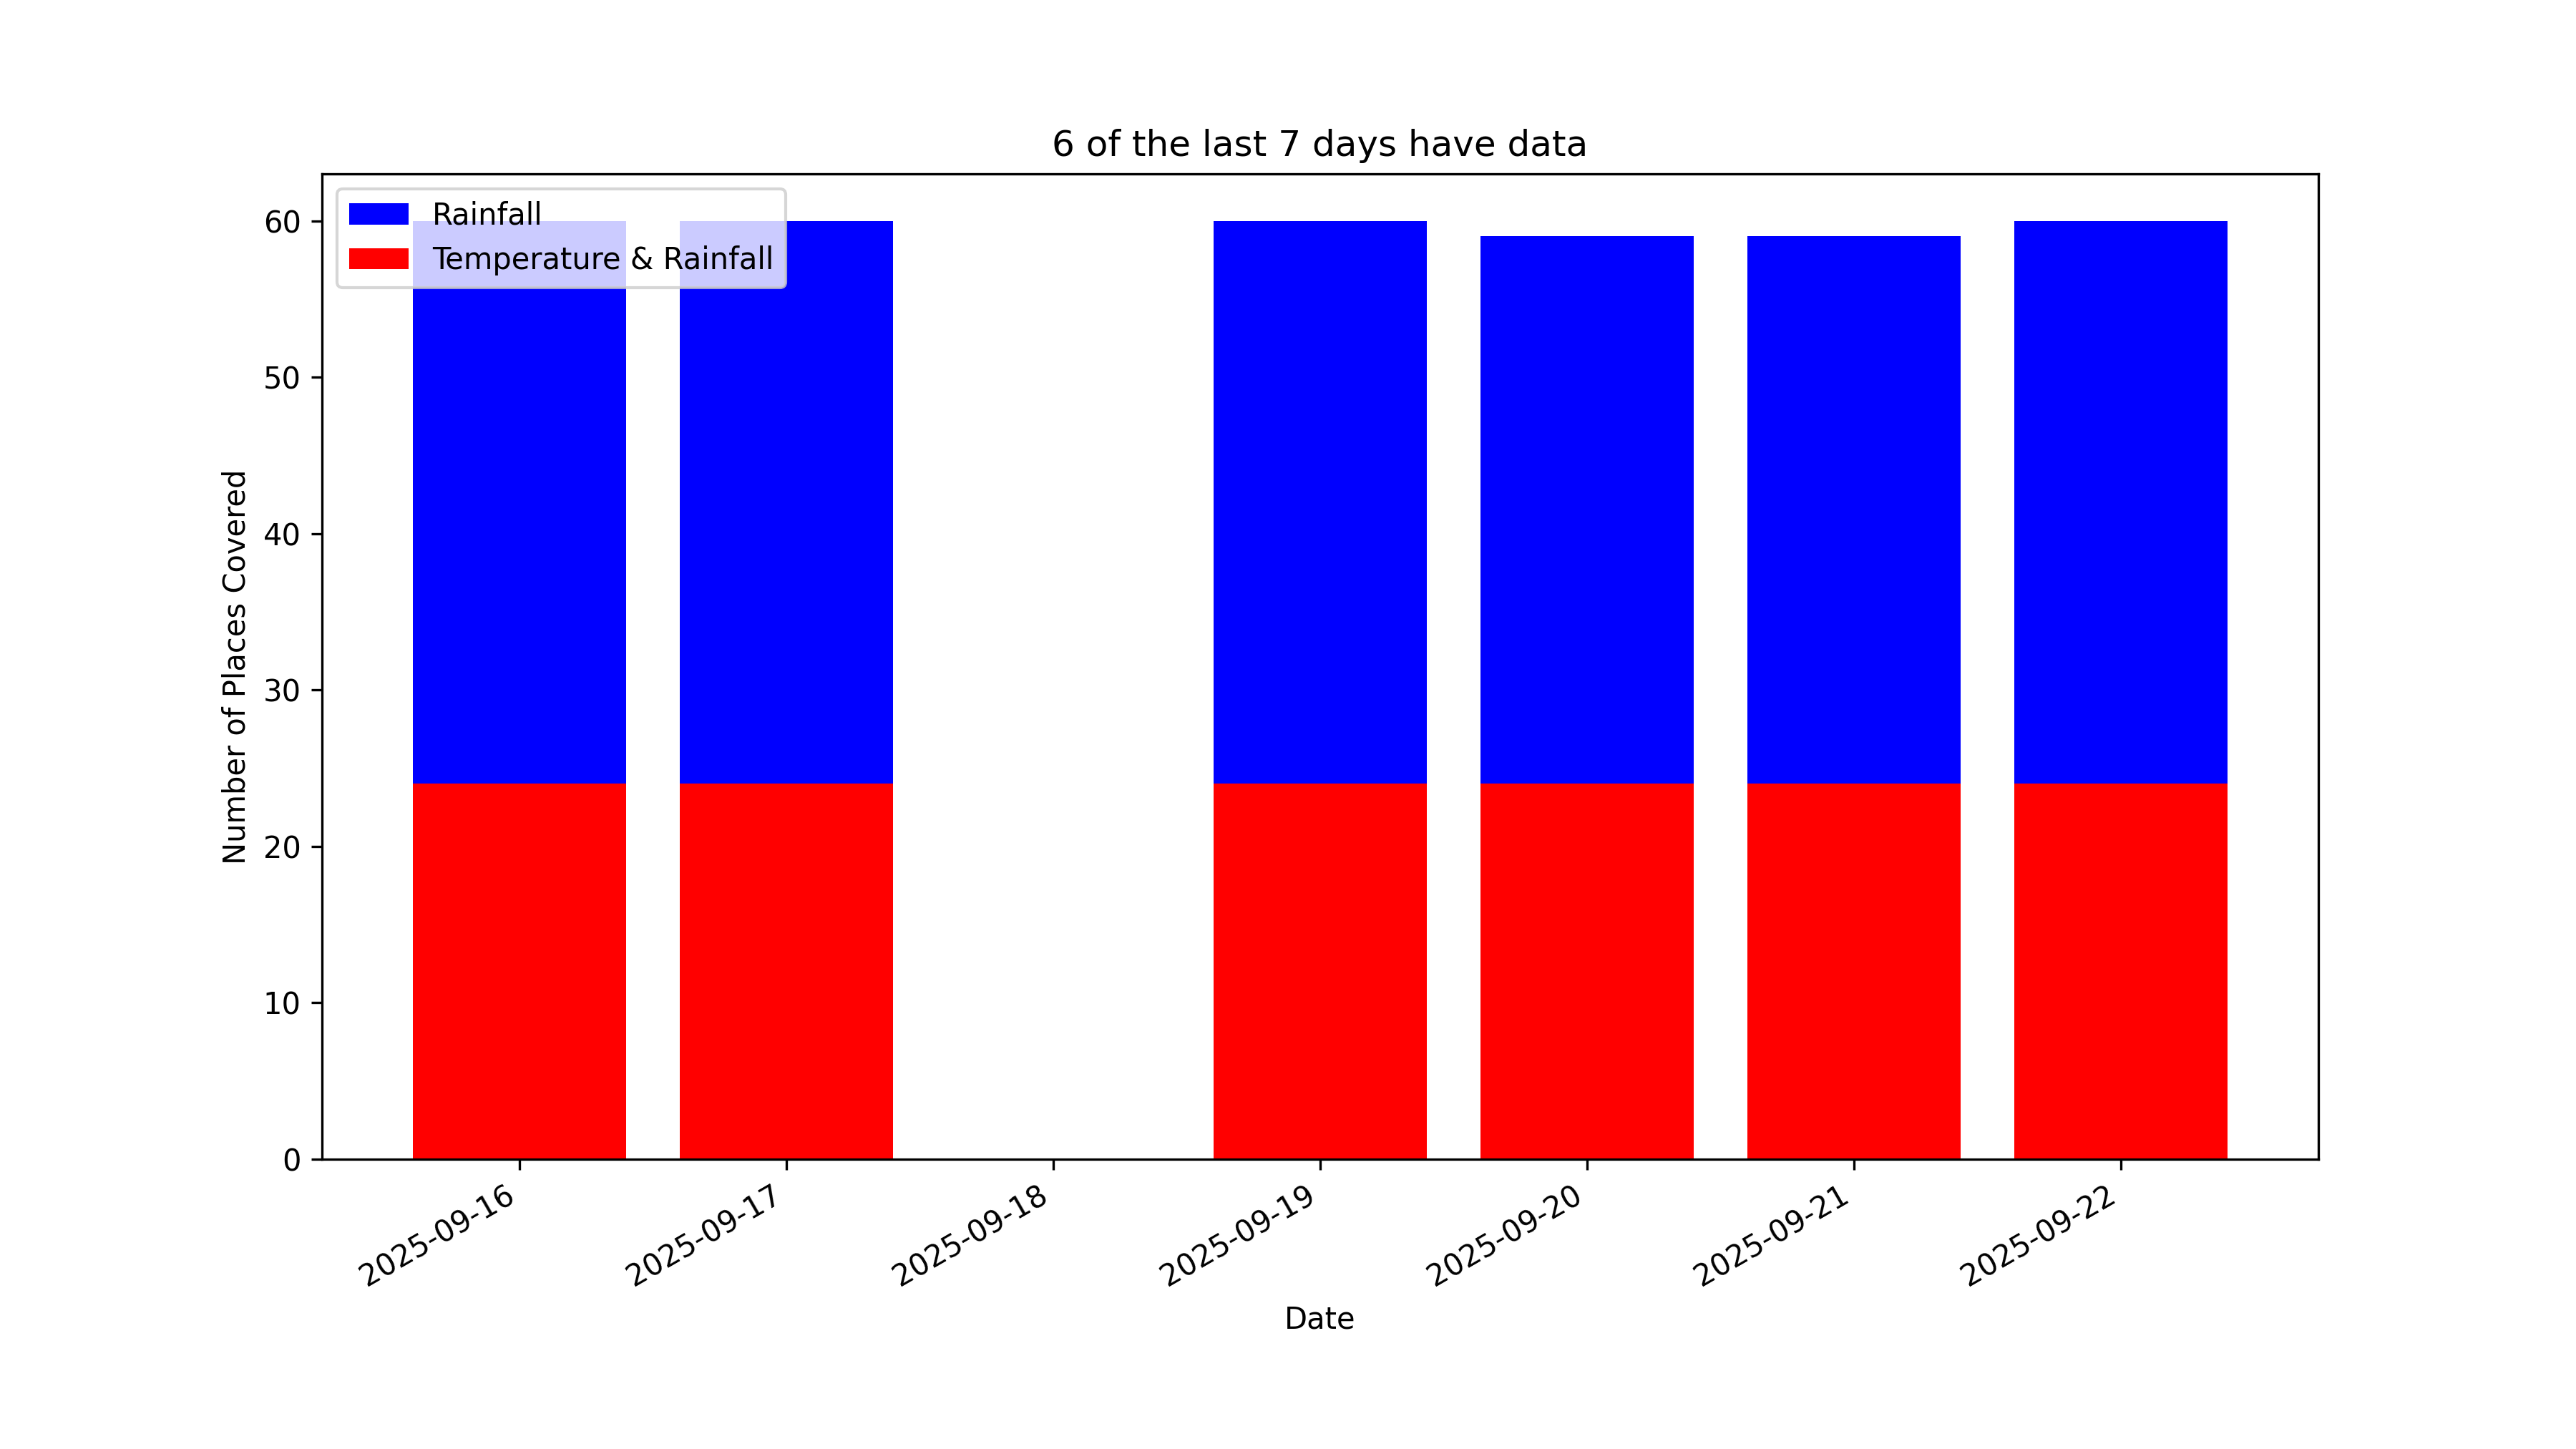 6 of the last 7 days have data
Rainfall
Temperature & Rainfall
Number of Places Covered
60
50
40
30
20
10
0
2025-09-16
2025-09-17
2025-09-18
2025-09-19
2025-09-20
2025-09-21
2025-09-22
Date